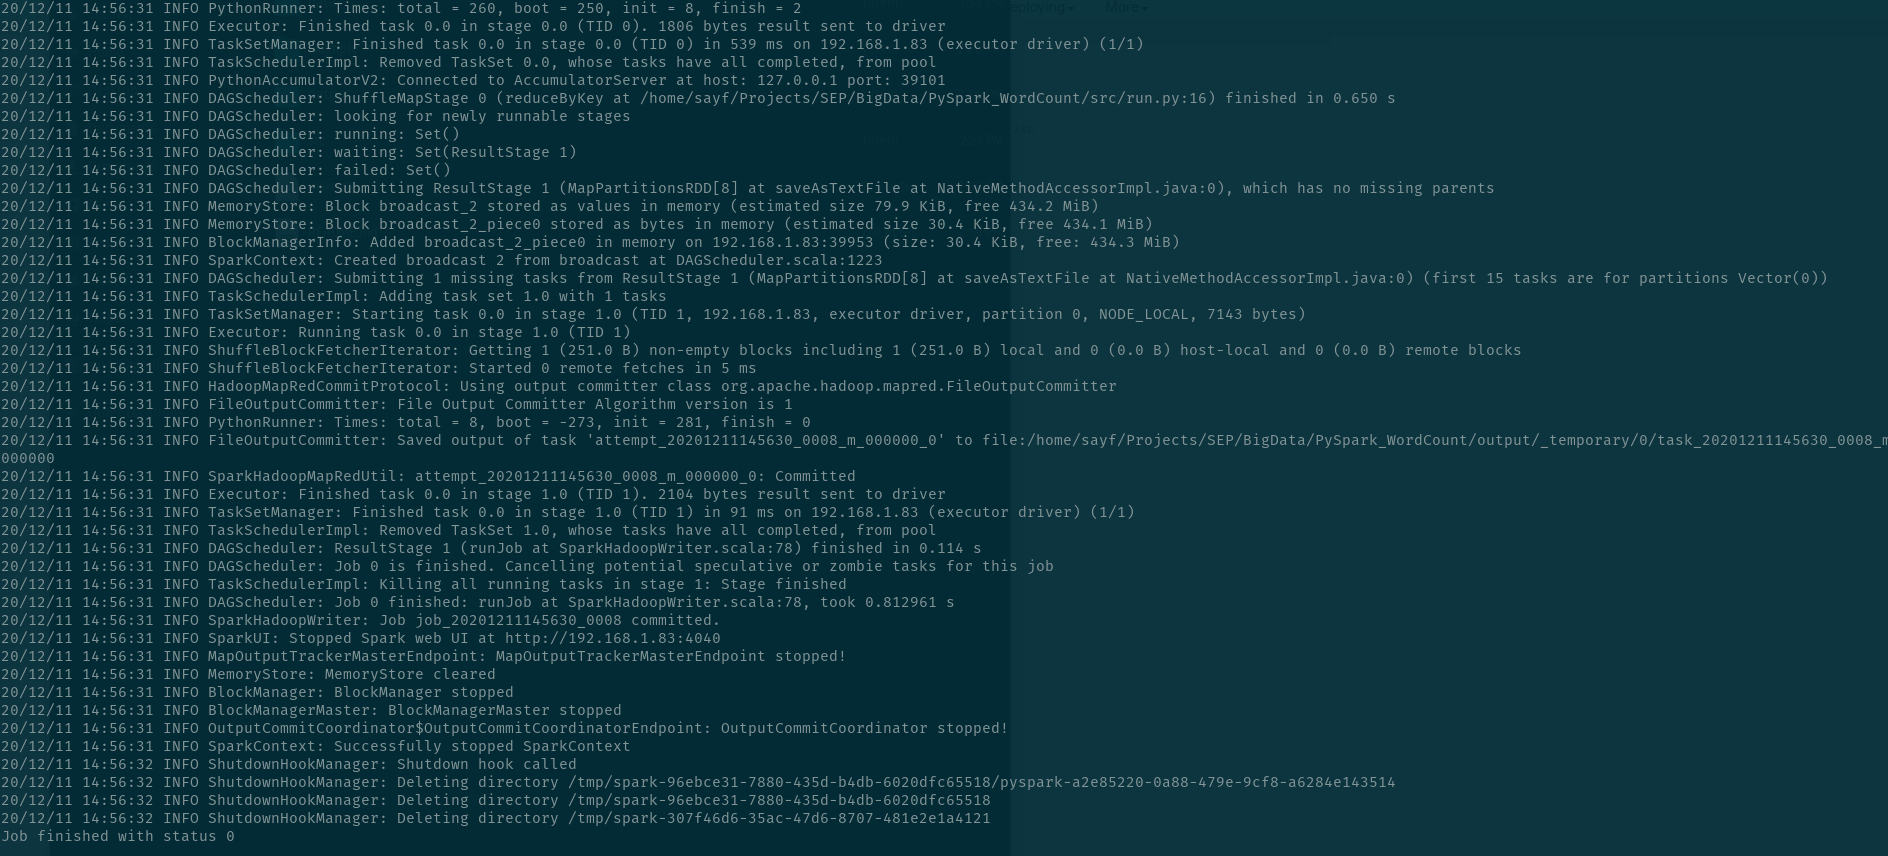 eploying▾ More▾
20/12/11 14:56:31 INFO PythonRunner: Times: total = 260, boot = 250, init = 8, finish = 2
20/12/11 14:56:31 INFO Executor: Finished task 0.0 in stage 0.0 (TID 0). 1806 bytes result sent to driver
20/12/11 14:56:31 INFO TaskSetManager: Finished task 0.0 in stage 0.0 (TID 0) in 539 ms on 192.168.1.83 (executor driver) (1/1)
20/12/11 14:56:31 INFO TaskSchedulerImpl: Removed TaskSet 0.0, whose tasks have all completed, from pool
20/12/11 14:56:31 INFO PythonAccumulatorV2: Connected to AccumulatorServer at host: 127.0.0.1 port: 39101
20/12/11 14:56:31 INFO DAGScheduler: ShuffleMapStage 0 (reduceByKey at /home/sayf/Projects/SEP/BigData/PySpark_WordCount/src/run.py:16) finished in 0.650 s
20/12/11 14:56:31 INFO DAGScheduler: looking for newly runnable stages
20/12/11 14:56:31 INFO DAGScheduler: running: Set()
20/12/11 14:56:31 INFO DAGScheduler: waiting: Set(ResultStage 1)
20/12/11 14:56:31 INFO DAGScheduler: failed: Set()
20/12/11 14:56:31 INFO DAGScheduler: Submitting ResultStage 1 (MapPartitionsRDD[8] at saveAsTextFile at NativeMethodAccessorImpl.java:0), which has no missing parents
20/12/11 14:56:31 INFO MemoryStore: Block broadcast_2 stored as values in memory (estimated size 79.9 KiB, free 434.2 MiB)
20/12/11 14:56:31 INFO MemoryStore: Block broadcast_2_piece0 stored as bytes in memory (estimated size 30.4 KiB, free 434.1 MiB)
20/12/11 14:56:31 INFO BlockManagerInfo: Added broadcast_2_piece0 in memory on 192.168.1.83:39953 (size: 30.4 KiB, free: 434.3 MiB)
20/12/11 14:56:31 INFO SparkContext: Created broadcast 2 from broadcast at DAGScheduler.scala:1223
20/12/11 14:56:31 INFO DAGScheduler: Submitting 1 missing tasks from ResultStage 1 (MapPartitionsRDD[8] at saveAsTextFile at NativeMethodAccessorImpl.java:0) (first 15 tasks are for partitions Vector(0))
20/12/11 14:56:31 INFO TaskSchedulerImpl: Adding task set 1.0 with 1 tasks
20/12/11 14:56:31 INFO TaskSetManager: Starting task 0.0 in stage 1.0 (TID 1, 192.168.1.83, executor driver, partition 0, NODE_LOCAL, 7143 bytes)
20/12/11 14:56:31 INFO Executor: Running task 0.0 in stage 1.0 (TID 1)
20/12/11 14:56:31 INFO ShuffleBlockFetcherIterator: Getting 1 (251.0 B) non-empty blocks including 1 (251.0 B) local and 0 (0.0 B) host-local and 0 (0.0 B) remote blocks
20/12/11 14:56:31 INFO ShuffleBlockFetcherIterator: Started 0 remote fetches in 5 ms
20/12/11 14:56:31 INFO HadoopMapRedCommitProtocol: Using output committer class org.apache.hadoop.mapred.FileOutputCommitter
20/12/11 14:56:31 INFO FileOutputCommitter: File Output Committer Algorithm version is 1
20/12/11 14:56:31 INFO PythonRunner: Times: total = 8, boot = -273, init = 281, finish = 0
20/12/11 14:56:31 INFO FileOutputCommitter: Saved output of task 'attempt_20201211145630_0008_m_000000_0' to file:/home/sayf/Projects/SEP/BigData/PySpark_WordCount/output/_temporary/0/task_20201211145630_0008_m_
000000
20/12/11 14:56:31 INFO SparkHadoopMapRedUtil: attempt_20201211145630_0008_m_000000_0: Committed
20/12/11 14:56:31 INFO Executor: Finished task 0.0 in stage 1.0 (TID 1). 2104 bytes result sent to driver
20/12/11 14:56:31 INFO TaskSetManager: Finished task 0.0 in stage 1.0 (TID 1) in 91 ms on 192.168.1.83 (executor driver) (1/1)
20/12/11 14:56:31 INFO TaskSchedulerImpl: Removed TaskSet 1.0, whose tasks have all completed, from pool
20/12/11 14:56:31 INFO DAGScheduler: ResultStage 1 (runJob at SparkHadoopWriter.scala:78) finished in 0.114 s
20/12/11 14:56:31 INFO DAGScheduler: Job 0 is finished. Cancelling potential speculative or zombie tasks for this job
20/12/11 14:56:31 INFO TaskSchedulerImpl: Killing all running tasks in stage 1: Stage finished
20/12/11 14:56:31 INFO DAGScheduler: Job 0 finished: runJob at SparkHadoopWriter.scala:78, took 0.812961 s
20/12/11 14:56:31 INFO SparkHadoopWriter: Job job_20201211145630_0008 committed.
20/12/11 14:56:31 INFO SparkUI: Stopped Spark web UI at http://192.168.1.83:4040
20/12/11 14:56:31 INFO MapOutputTrackerMasterEndpoint: MapOutputTrackerMasterEndpoint stopped!
20/12/11 14:56:31 INFO MemoryStore: MemoryStore cleared
20/12/11 14:56:31 INFO BlockManager: BlockManager stopped
20/12/11 14:56:31 INFO BlockManagerMaster: BlockManagerMaster stopped
20/12/11 14:56:31 INFO OutputCommitCoordinator$OutputCommitCoordinatorEndpoint: OutputCommitCoordinator stopped!
20/12/11 14:56:31 INFO SparkContext: Successfully stopped SparkContext
20/12/11 14:56:32 INFO ShutdownHookManager: Shutdown hook called
20/12/11 14:56:32 INFO ShutdownHookManager: Deleting directory /tmp/spark-96ebce31-7880-435d-b4db-6020dfc65518/pyspark-a2e85220-0a88-479e-9cf8-a6284e143514
20/12/11 14:56:32 INFO ShutdownHookManager: Deleting directory /tmp/spark-96ebce31-7880-435d-b4db-6020dfc65518
20/12/11 14:56:32 INFO ShutdownHookManager: Deleting directory /tmp/spark-307f46d6-35ac-47d6-8707-481e2e1a4121
Job finished with status 0